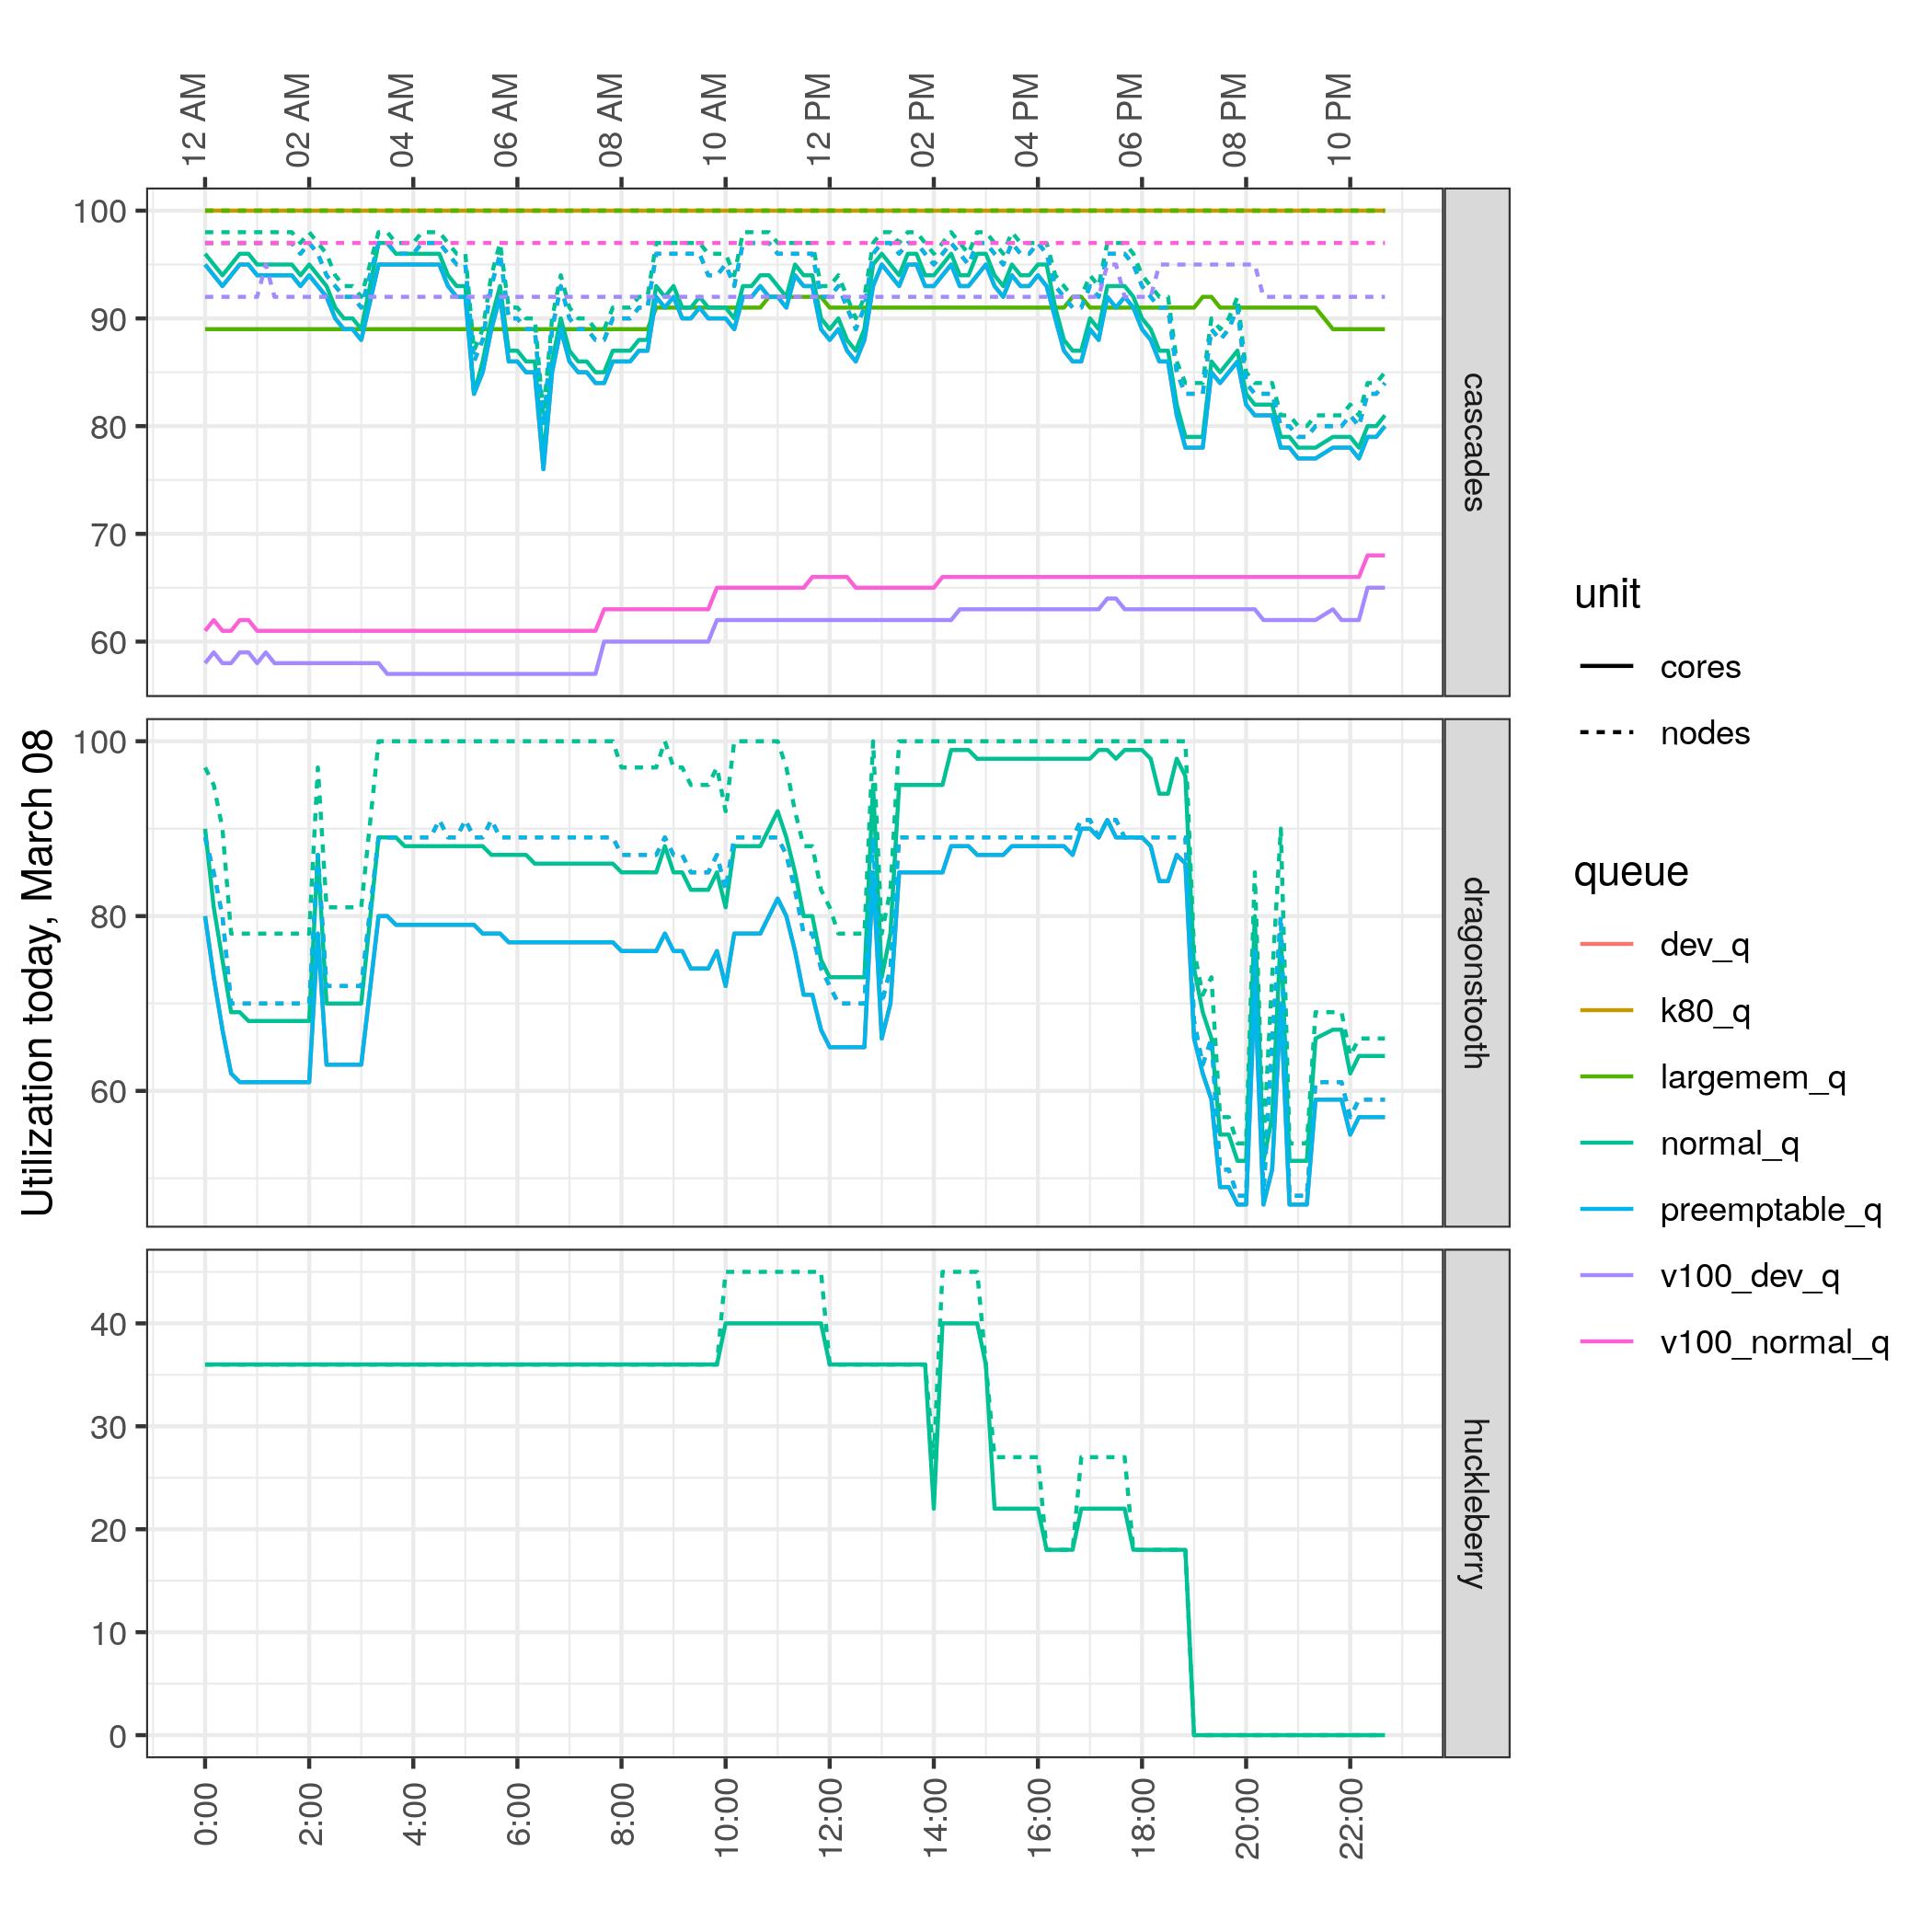 12 AM
02 AM
04 AM
06 AM
08 AM
10 AM
12 PM
02 PM
04 PM
06 PM
08 PM
10 PM
Utilization today, March 08
100
90
80
70
60
cascades
100
80
60
dragonstooth
40
30
20
10
0
huckleberry
0:00
2:00
4:00
6:00
8:00
10:00
12:00
14:00
16:00
18:00
20:00
22:00
unit
cores
nodes
queue
dev_q
k80_q
largemem_q
normal_q
preemptable_q
v100_dev_q
v100_normal_q